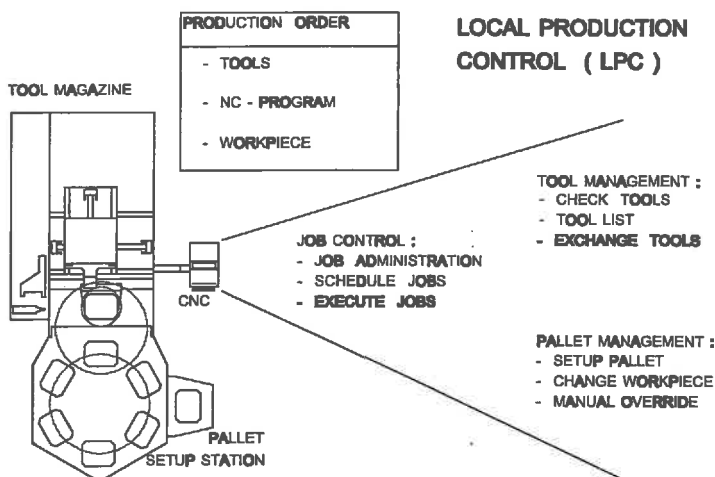 PRODUCTION ORDER
- TOOLS
- NC - PROGRAM
- WORKPIECE
LOCAL PRODUCTION
CONTROL ( LPC )
TOOL MAGAZINE
TOOL MANAGEMENT :
- CHECK TOOLS
- TOOL LIST
- EXCHANGE TOOLS
JOB CONTROL :
- JOB ADMINISTRATION
- SCHEDULE JOBS
- EXECUTE JOBS
CNC
PALLET MANAGEMENT :
- SETUP PALLET
- CHANGE WORKPIECE
- MANUAL OVERRIDE
PALLET
SETUP STATION